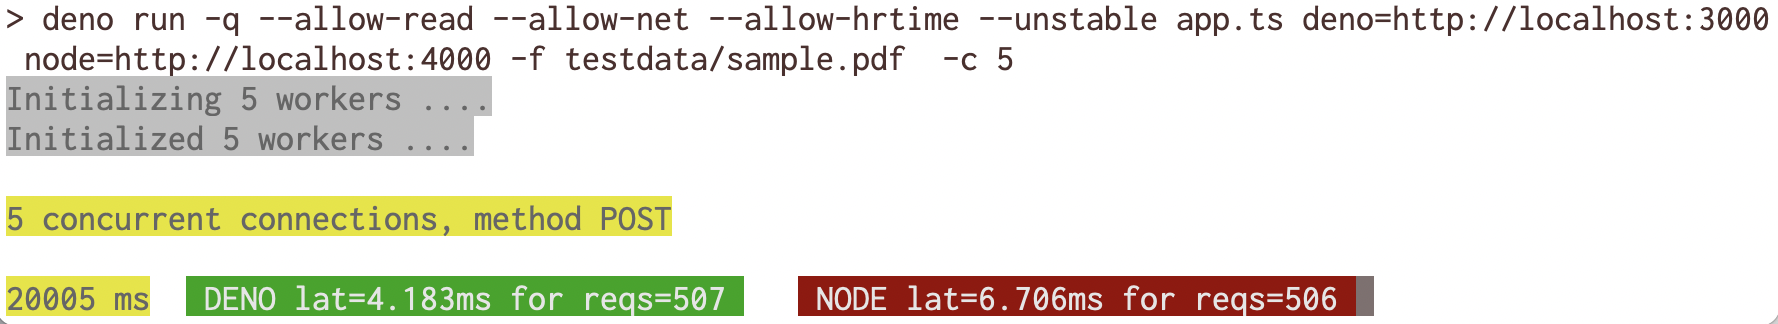 > deno run -q --allow-read --allow-net --allow-hrtime --unstable app.ts deno=http://localhost:3000
node=http://localhost:4000 -f testdata/sample.pdf  -c 5
Initializing 5 workers ....
Initialized 5 workers ....
5 concurrent connections, method POST
20005 ms   DENO lat=4.183ms for reqs=507     NODE lat=6.706ms for reqs=506